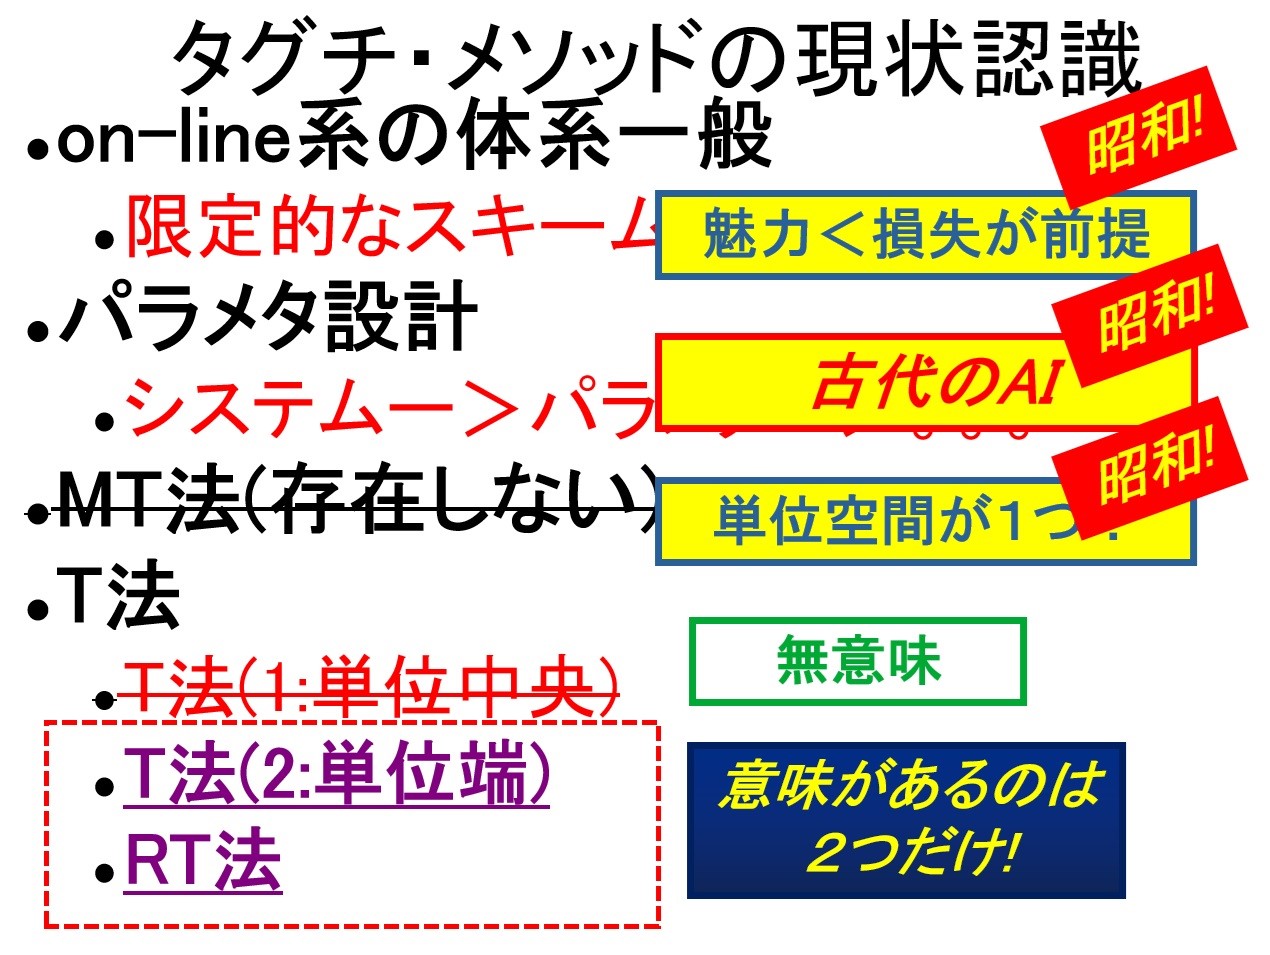 タグチ・メソッドの現状認識
●on-line系の体系一般
昭和!
●限定的なスキーム
魅力＜損失が前提
●パラメタ設計
昭和!
●システムー＞パラ
古代のAI
●MT法(存在しない)
昭和!
単位空間が１つ！
●T法
●T法(1:単位中央)
無意味
●T法(2:単位端)
●RT法
意味があるのは
２つだけ!